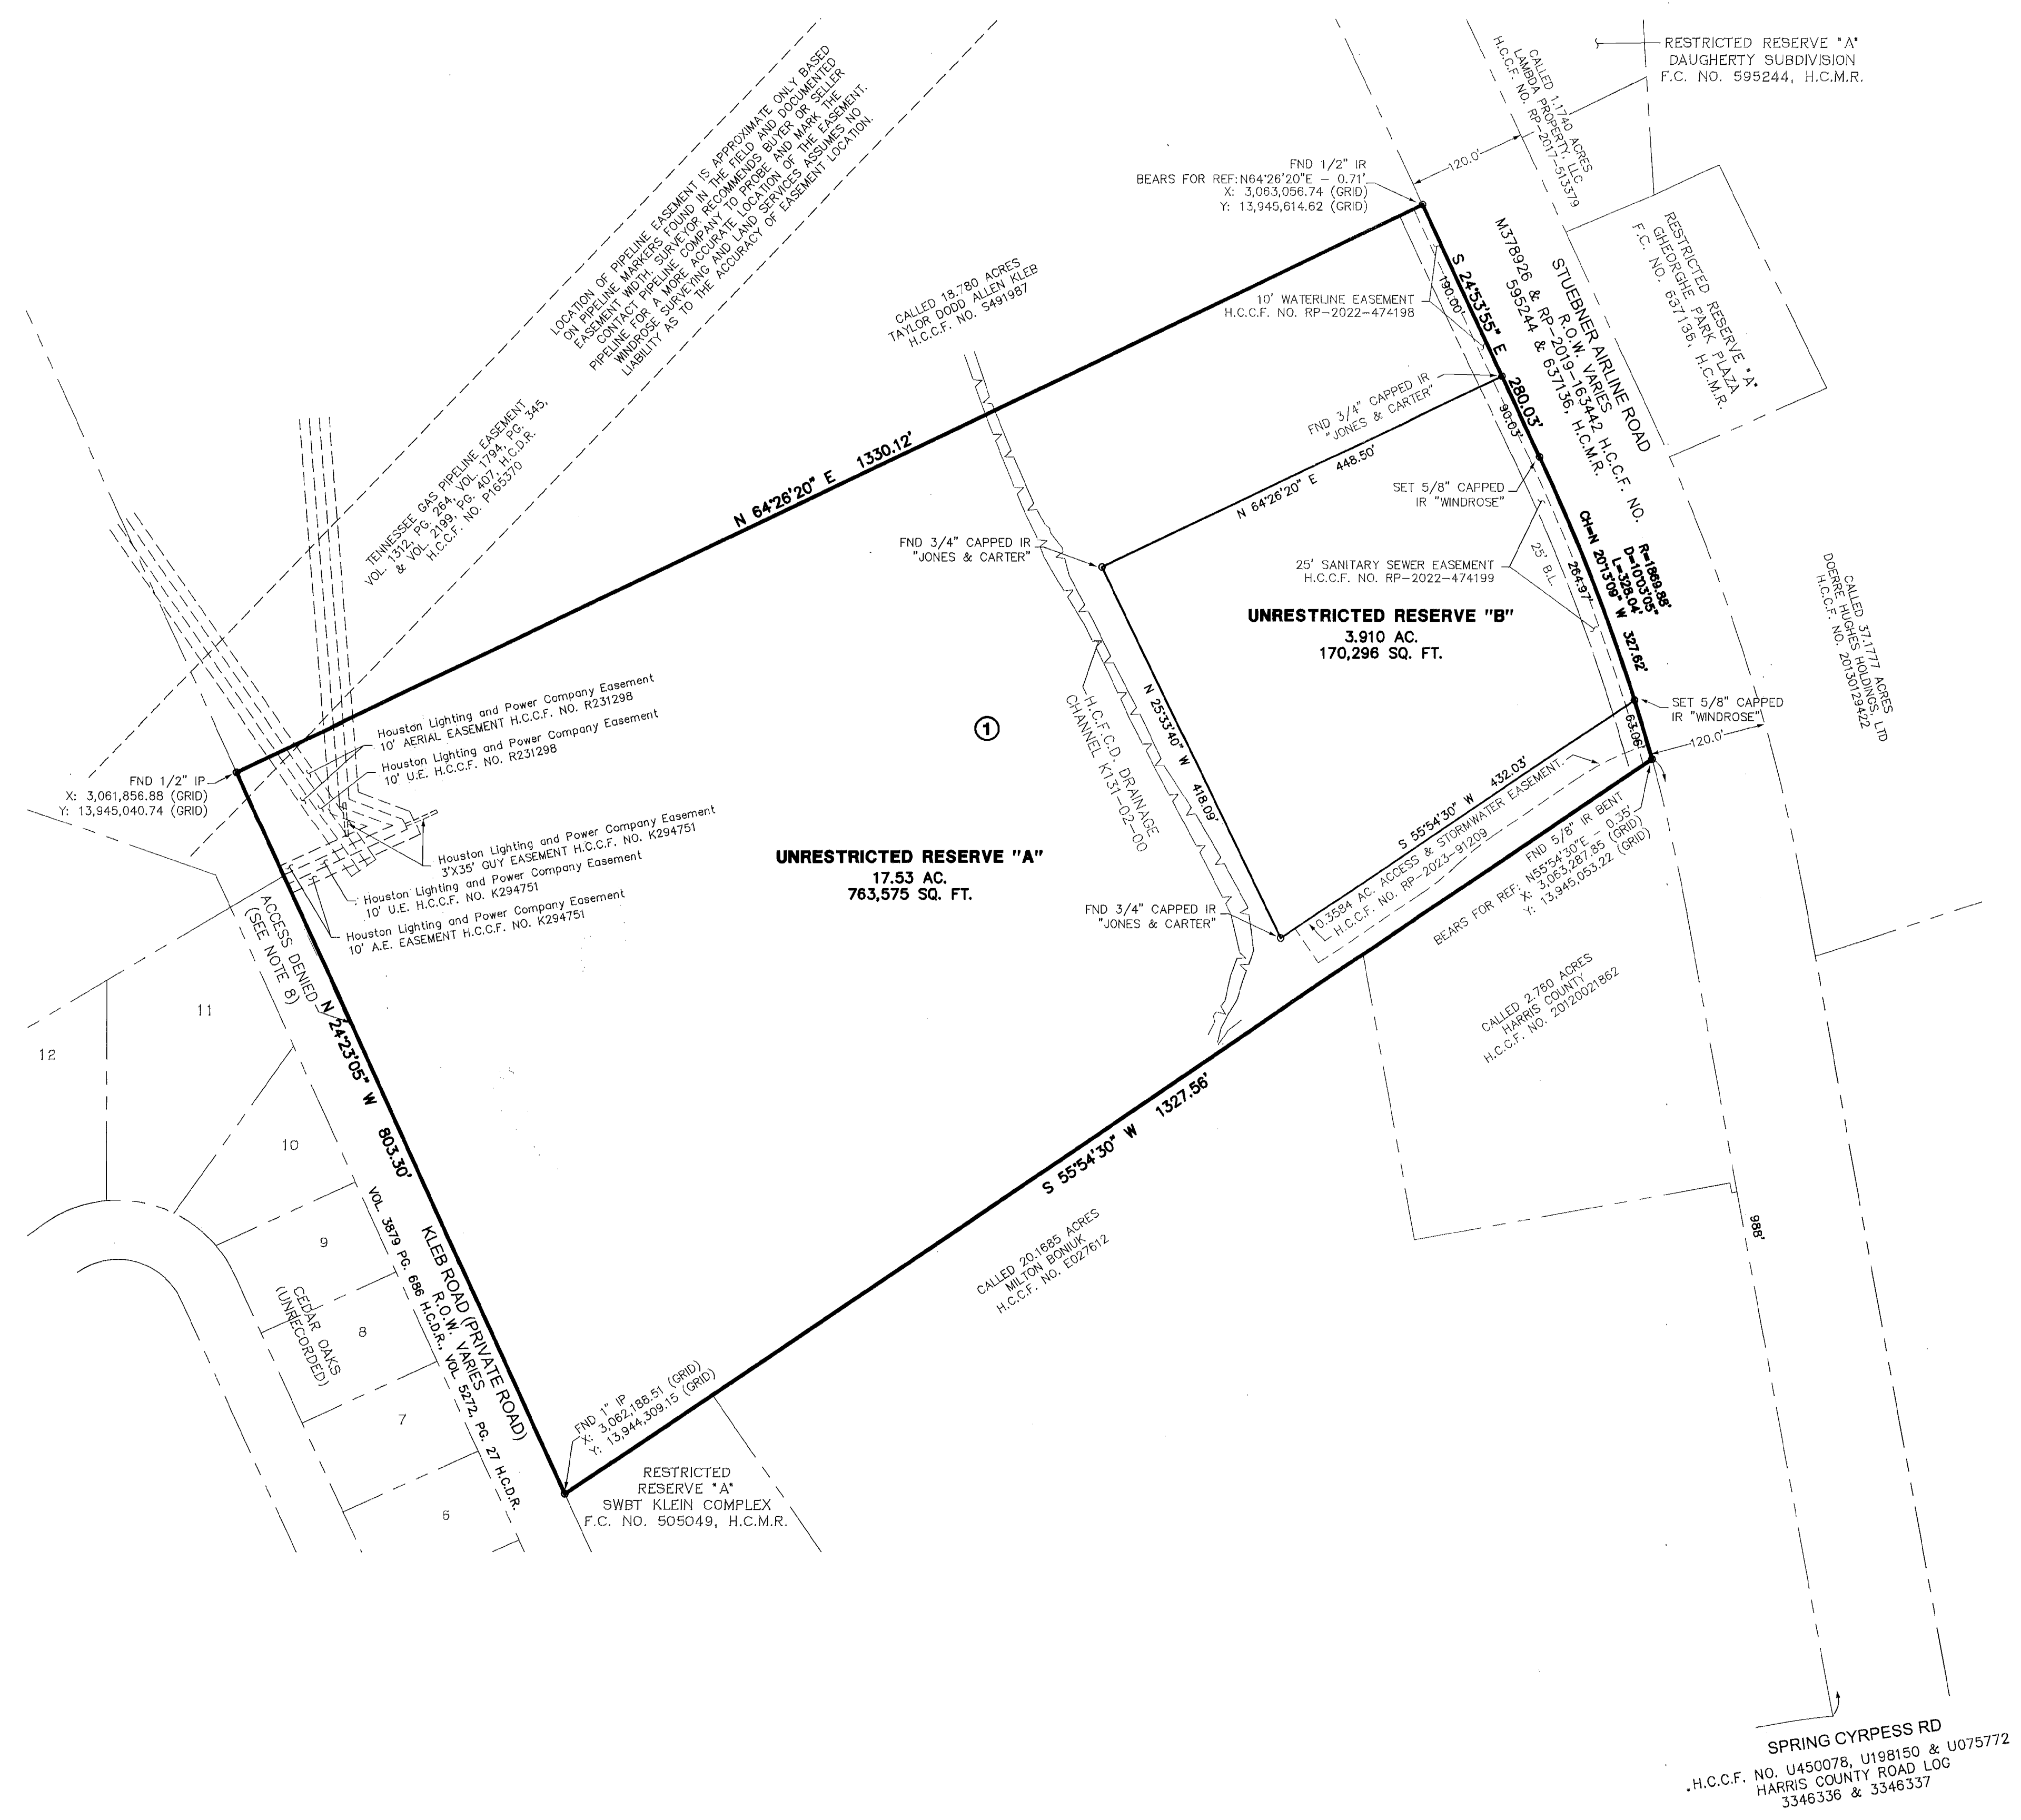 RESTRICTED RESERVE "A"
DAUGHERTY SUBDIVISION
F.C. NO. 595244, H.C.M.R.
CALLED 1.1740 ACRES
LAMBDA PROPERTY, LLC
H.C.C.F. NO. RP-2017-513379
120.0'
LOCATION OF PIPELINE EASEMENT IS APPROXIMATE ONLY BASED
ON PIPELINE MARKERS FOUND IN THE FIELD AND DOCUMENTED
EASEMENT WIDTH. SURVEYOR RECOMMENDS BUYER OR SELLER
CONTACT PIPELINE COMPANY TO PROBE AND MARK THE
PIPELINE FOR A MORE ACCURATE LOCATION OF THE EASEMENT.
WINDROSE SURVEYING AND LAND SERVICES ASSUMES NO
LIABILITY AS TO THE ACCURACY OF EASEMENT LOCATION.
FND 1/2" IR
BEARS FOR REF:N64°26'20"E - 0.71'
X: 3,063,056.74 (GRID)
Y: 13,945,614.62 (GRID)
RESTRICTED RESERVE "A"
GHEORGHE PARK PLAZA
F.C. NO. 637136, H.C.M.R.
STUEBNER AIRLINE ROAD
R.O.W. VARIES
M378926 & RP-2019-163442 H.C.C.F. NO.
595244 & 637136, H.C.M.R.
CALLED 18.780 ACRES
TAYLOR DODD ALLEN KLEB
H.C.C.F. NO. S491987
10' WATERLINE EASEMENT
H.C.C.F. NO. RP-2022-474198
S 24°53'55" E 280.03'
190.00'
90.03'
FND 3/4" CAPPED IR
"JONES & CARTER"
N 64°26'20" E 448.50'
SET 5/8" CAPPED
IR "WINDROSE"
TENNESSEE GAS PIPELINE EASEMENT
VOL. 1312, PG. 264, VOL. 1794, PG. 345,
& VOL. 2199, PG. 407, H.C.D.R.
H.C.C.F. NO. P165370
N 64°26'20" E 1330.12'
FND 3/4" CAPPED IR
"JONES & CARTER"
25' SANITARY SEWER EASEMENT
H.C.C.F. NO. RP-2022-474199
25' B.L.
264.97'
R=1869.88'
D=10°03'05"
L=328.04'
CH=N 20°13'09" W 327.62'
CALLED 37.1777 ACRES
DOERRE HUGHES HOLDINGS, LTD
H.C.C.F. NO. 20130129422
UNRESTRICTED RESERVE "B"
3.910 AC.
170,296 SQ. FT.
SET 5/8" CAPPED
IR "WINDROSE"
63.06'
120.0'
Houston Lighting and Power Company Easement
10' AERIAL EASEMENT H.C.C.F. NO. R231298
Houston Lighting and Power Company Easement
10' U.E. H.C.C.F. NO. R231298
1
H.C.F.C.D. DRAINAGE
CHANNEL K131-02-00
N 25°33'40" W 418.09'
FND 1/2" IP
X: 3,061,856.88 (GRID)
Y: 13,945,040.74 (GRID)
S 55°54'30" W 432.03'
0.3584 AC. ACCESS & STORMWATER EASEMENT.
H.C.C.F. NO. RP-2023-91209
FND 5/8" IR BENT
BEARS FOR REF: N55°54'30"E - 0.35'
X: 3,063,287.85 (GRID)
Y: 13,945,053.22 (GRID)
Houston Lighting and Power Company Easement
3'X35' GUY EASEMENT H.C.C.F. NO. K294751
Houston Lighting and Power Company Easement
10' U.E. H.C.C.F. NO. K294751
Houston Lighting and Power Company Easement
10' A.E. EASEMENT H.C.C.F. NO. K294751
UNRESTRICTED RESERVE "A"
17.53 AC.
763,575 SQ. FT.
FND 3/4" CAPPED IR
"JONES & CARTER"
ACCESS DENIED
(SEE NOTE 8)
11
12
N 24°23'05" W 803.30'
CALLED 2.760 ACRES
HARRIS COUNTY
H.C.C.F. NO. 20120021862
10
S 55°54'30" W 1327.56'
9
KLEB ROAD (PRIVATE ROAD)
R.O.W. VARIES
VOL. 3879 PG. 686 H.C.D.R., VOL. 5272, PG. 27 H.C.D.R.
CEDAR OAKS
(UNRECORDED)
CALLED 20.1685 ACRES
MILTON BONIUK
H.C.C.F. NO. E027612
988'
8
7
6
FND 1" IP
X: 3,062,188.51 (GRID)
Y: 13,944,309.15 (GRID)
RESTRICTED
RESERVE "A"
SWBT KLEIN COMPLEX
F.C. NO. 505049, H.C.M.R.
SPRING CYRPESS RD
H.C.C.F. NO. U450078, U198150 & U075772
HARRIS COUNTY ROAD LOG
3346336 & 3346337